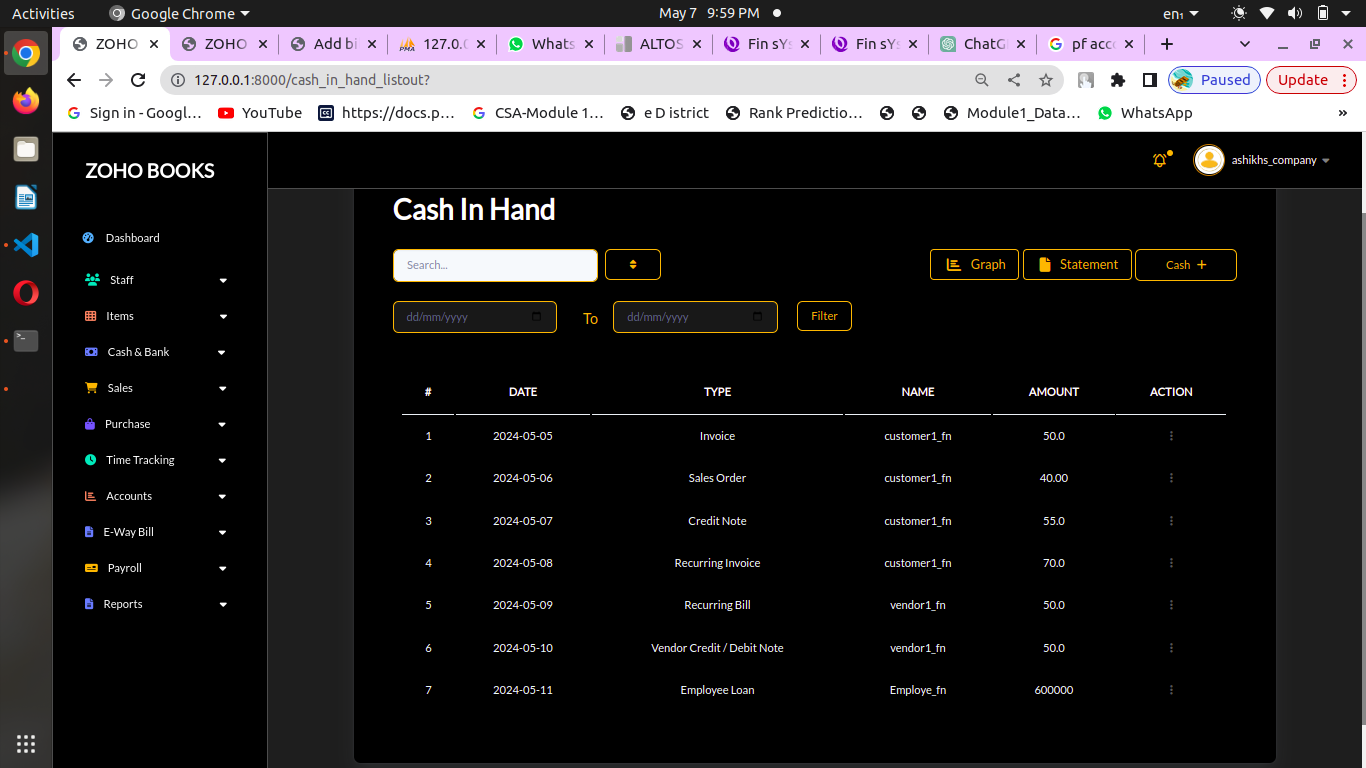 Activities Google Chrome May 7 9:59 PM en₁
ZOHO ZOHO Add bi 127.0.0 Whats ALTOS Fin sYs Fin sYs ChatG pf acco
127.0.0.1:8000/cash_in_hand_listout? Paused Update
Sign in - Googl... YouTube https://docs.p... CSA-Module 1... e D istrict Rank Predictio... Module1_Data... WhatsApp »
ZOHO BOOKS
ashikhs_company
Dashboard
Staff
Items
Cash & Bank
Sales
Purchase
Time Tracking
Accounts
E-Way Bill
Payroll
Reports
Cash In Hand
Search... Graph Statement Cash +
dd/mm/yyyy To dd/mm/yyyy Filter
# DATE TYPE NAME AMOUNT ACTION
1 2024-05-05 Invoice customer1_fn 50.0
2 2024-05-06 Sales Order customer1_fn 40.00
3 2024-05-07 Credit Note customer1_fn 55.0
4 2024-05-08 Recurring Invoice customer1_fn 70.0
5 2024-05-09 Recurring Bill vendor1_fn 50.0
6 2024-05-10 Vendor Credit / Debit Note vendor1_fn 50.0
7 2024-05-11 Employee Loan Employe_fn 600000